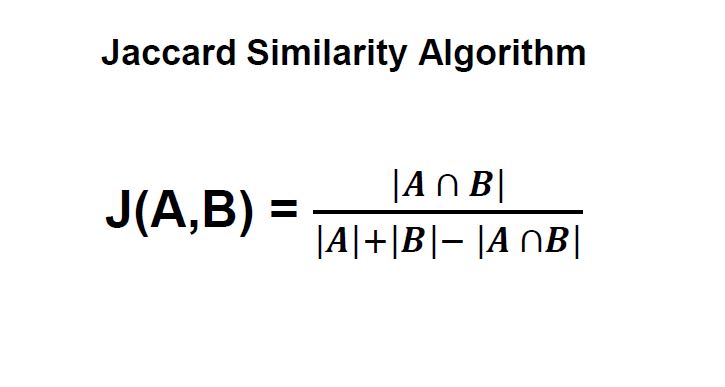 Jaccard Similarity Algorithm
J(A,B) = |A ∩ B|
|A|+|B|− |A ∩B|